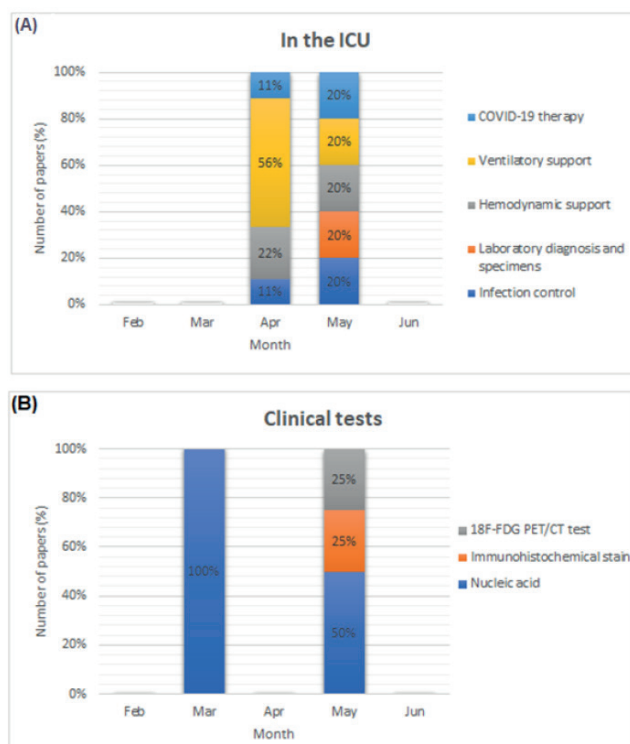 (A)
In the ICU
100%
80%
60%
40%
20%
0%
Number of papers (%)
11%
56%
22%
11%
20%
20%
20%
20%
20%
Feb
Mar
Apr
May
Jun
Month
COVID-19 therapy
Ventilatory support
Hemodynamic support
Laboratory diagnosis and
specimens
Infection control
(B)
Clinical tests
100%
80%
60%
40%
20%
0%
Number of papers (%)
100%
25%
25%
50%
Feb
Mar
Apr
May
Jun
Month
18F-FDG PET/CT test
Immunohistochemical stain
Nucleic acid